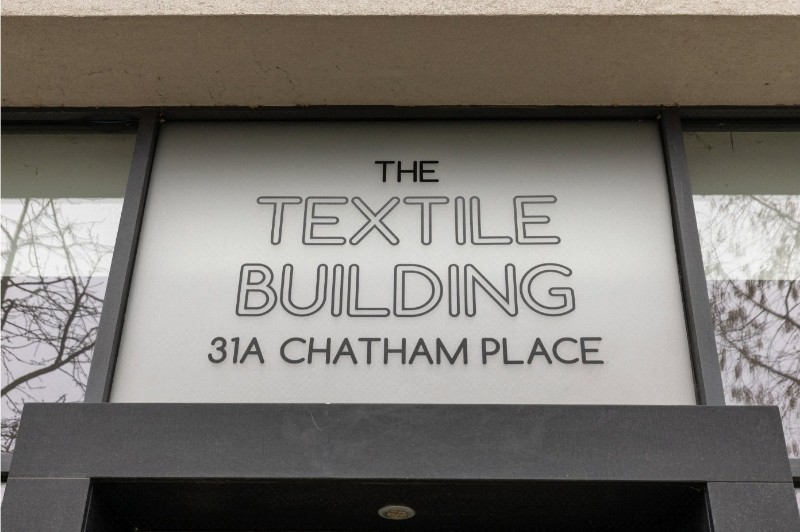 THE
TEXTILE
BUILDING
31A CHATHAM PLACE